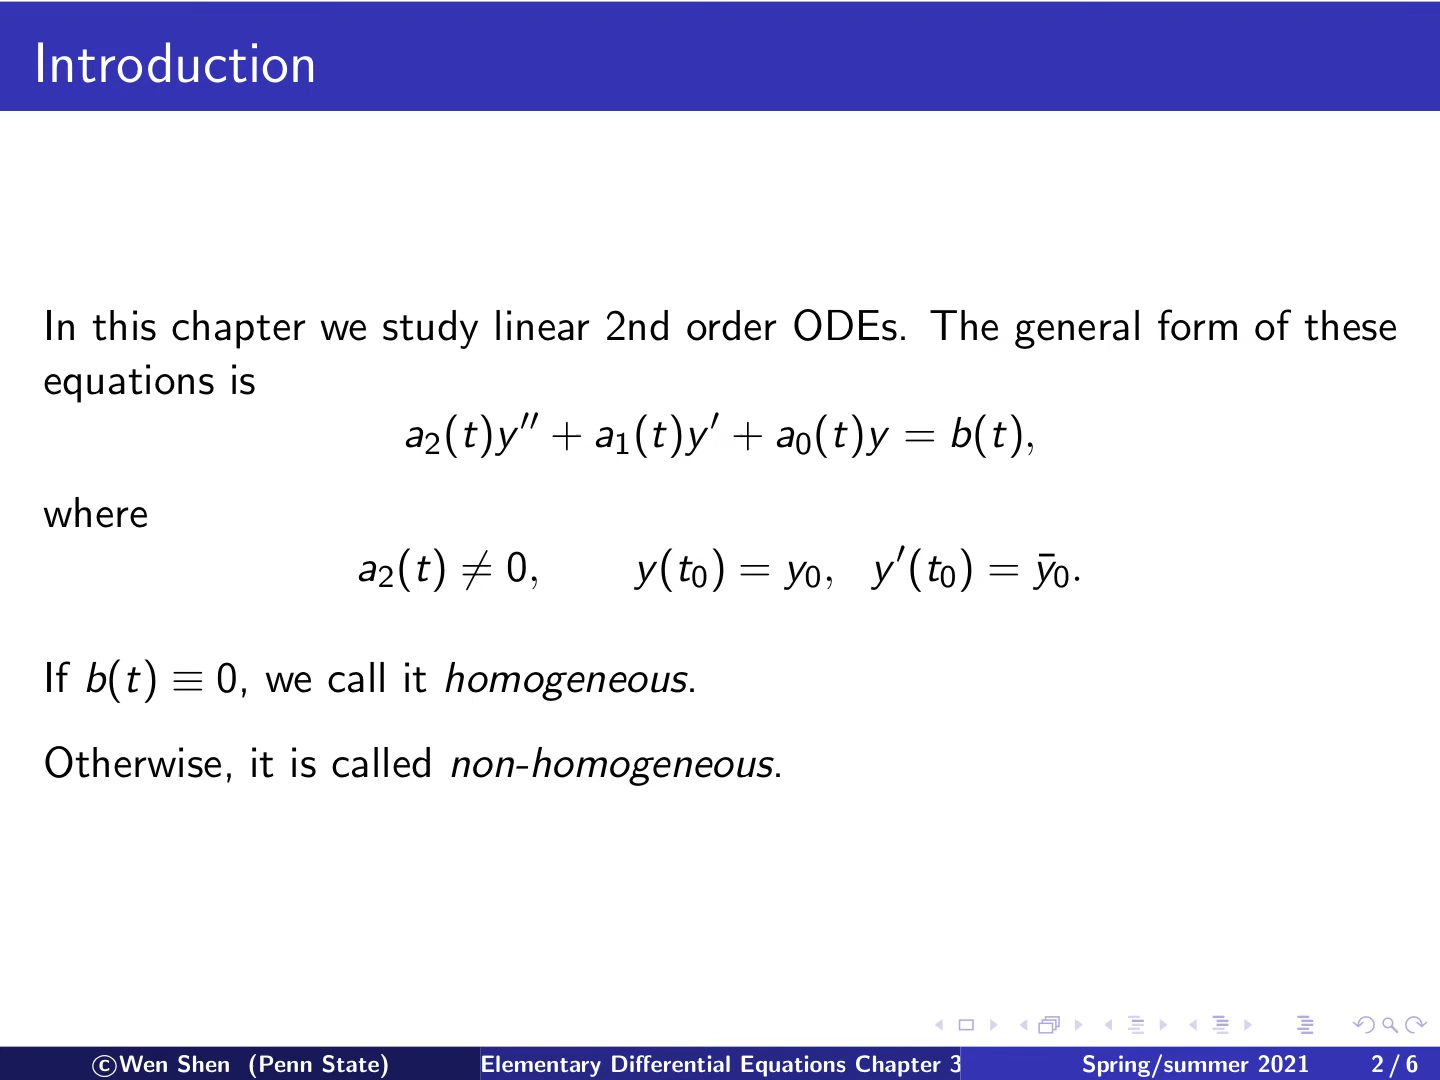 Introduction
In this chapter we study linear 2nd order ODEs. The general form of these
equations is
a₂(t)y″ + a₁(t)y′ + a₀(t)y = b(t),
where
a₂(t) ≠ 0, y(t₀) = y₀, y′(t₀) = ȳ₀.
If b(t) ≡ 0, we call it homogeneous.
Otherwise, it is called non-homogeneous.
©Wen Shen (Penn State) Elementary Differential Equations Chapter 3 Spring/summer 2021 2 / 6